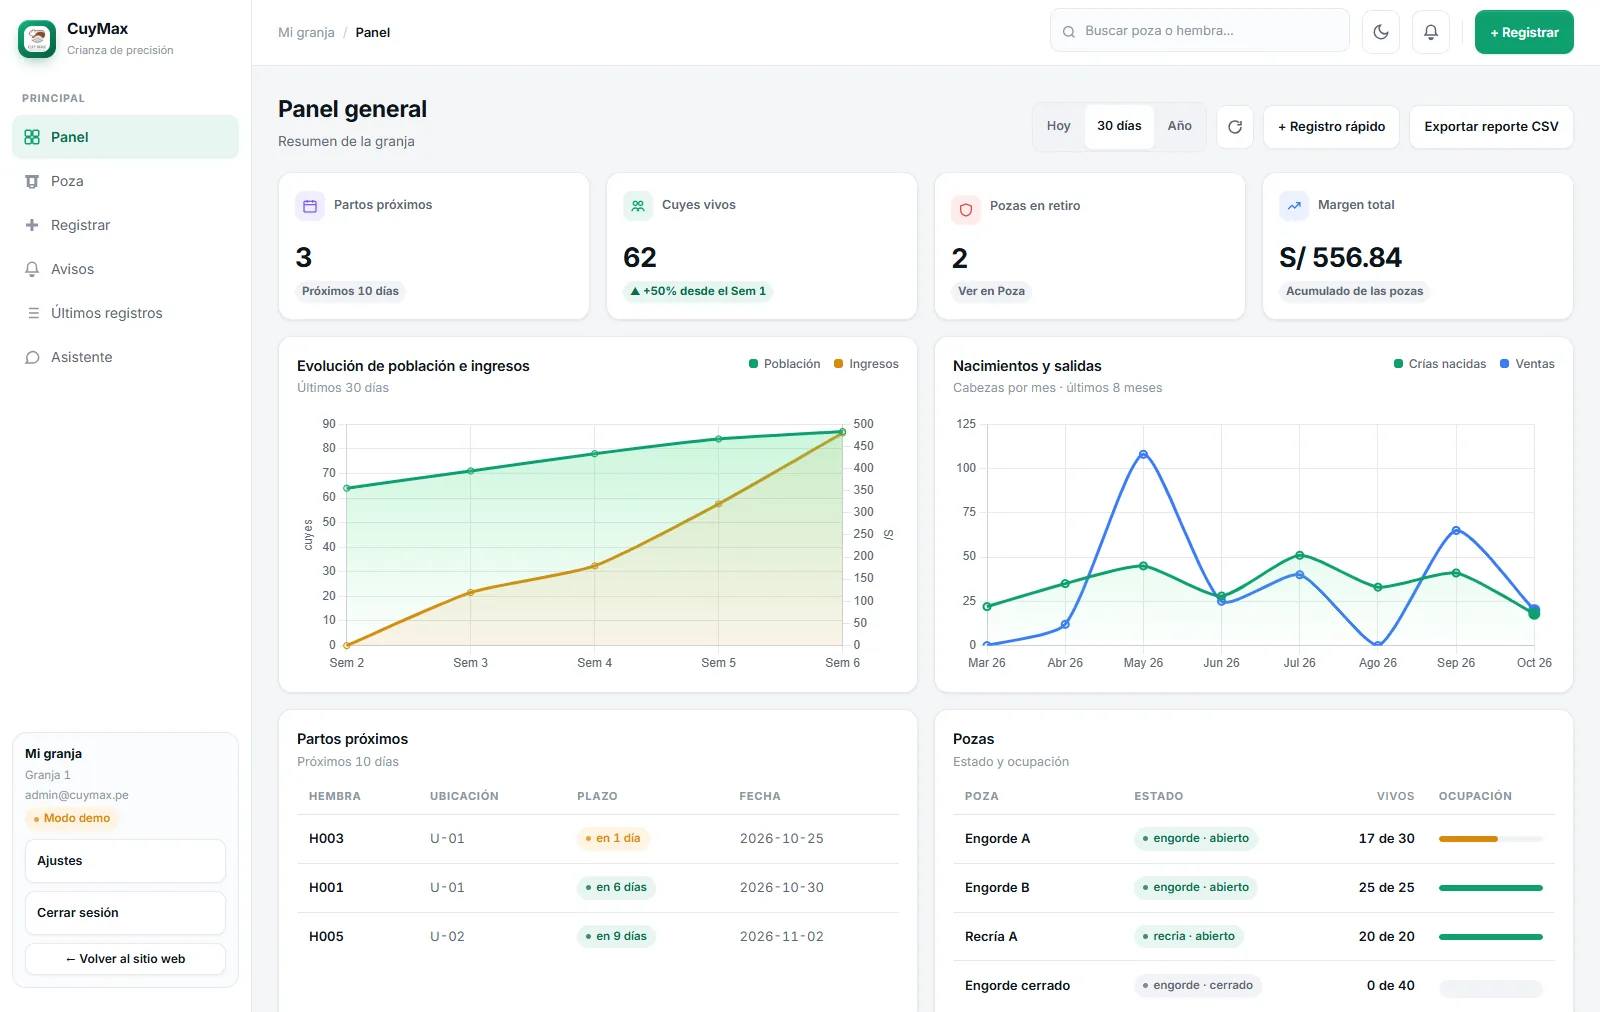 CuyMax
Crianza de precisión
PRINCIPAL
Panel
Poza
Registrar
Avisos
Últimos registros
Asistente
Mi granja
Granja 1
admin@cuymax.pe
Modo demo
Ajustes
Cerrar sesión
← Volver al sitio web
Mi granja / Panel
Buscar poza o hembra...
+ Registrar
Panel general
Resumen de la granja
Hoy 30 días Año
+ Registro rápido
Exportar reporte CSV
Partos próximos
3
Próximos 10 días
Cuyes vivos
62
▲ +50% desde el Sem 1
Pozas en retiro
2
Ver en Poza
Margen total
S/ 556.84
Acumulado de las pozas
Evolución de población e ingresos
Últimos 30 días
Población Ingresos
90
80
70
60
50
40
30
20
10
0
cuyes
500
450
400
350
300
250
200
150
100
50
0
S/
Sem 2 Sem 3 Sem 4 Sem 5 Sem 6
Nacimientos y salidas
Cabezas por mes · últimos 8 meses
Crías nacidas Ventas
125
100
75
50
25
0
Mar 26 Abr 26 May 26 Jun 26 Jul 26 Ago 26 Sep 26 Oct 26
Partos próximos
Próximos 10 días
HEMBRA UBICACIÓN PLAZO FECHA
H003 U-01 en 1 día 2026-10-25
H001 U-01 en 6 días 2026-10-30
H005 U-02 en 9 días 2026-11-02
Pozas
Estado y ocupación
POZA ESTADO VIVOS OCUPACIÓN
Engorde A engorde · abierto 17 de 30
Engorde B engorde · abierto 25 de 25
Recría A recria · abierto 20 de 20
Engorde cerrado engorde · cerrado 0 de 40